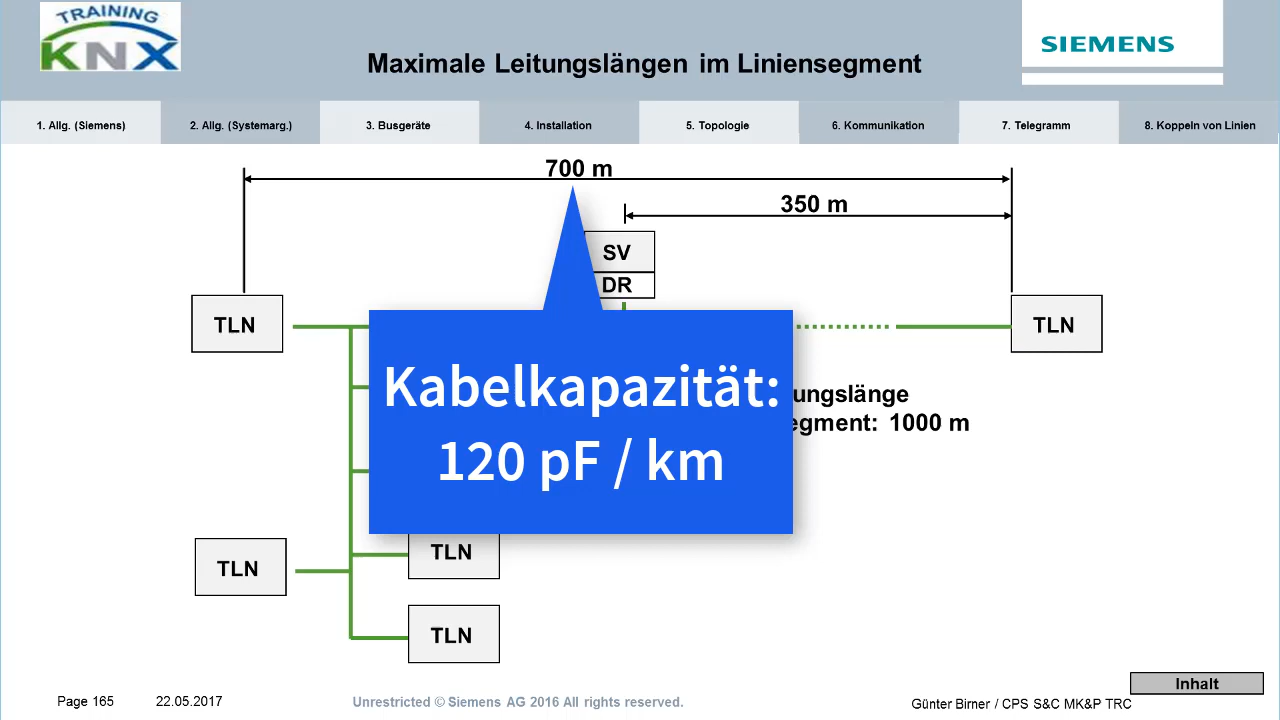 TRAINING
KNX
Maximale Leitungslängen im Liniensegment
SIEMENS
1. Allg. (Siemens)
2. Allg. (Systemarg.)
3. Busgeräte
4. Installation
5. Topologie
6. Kommunikation
7. Telegramm
8. Koppeln von Linien
700 m
350 m
SV
DR
TLN
TLN
Kabelkapazität:
120 pF / km
ungslänge
egment: 1000 m
TLN
TLN
TLN
Inhalt
Page 165
22.05.2017
Unrestricted © Siemens AG 2016 All rights reserved.
Günter Birner / CPS S&C MK&P TRC